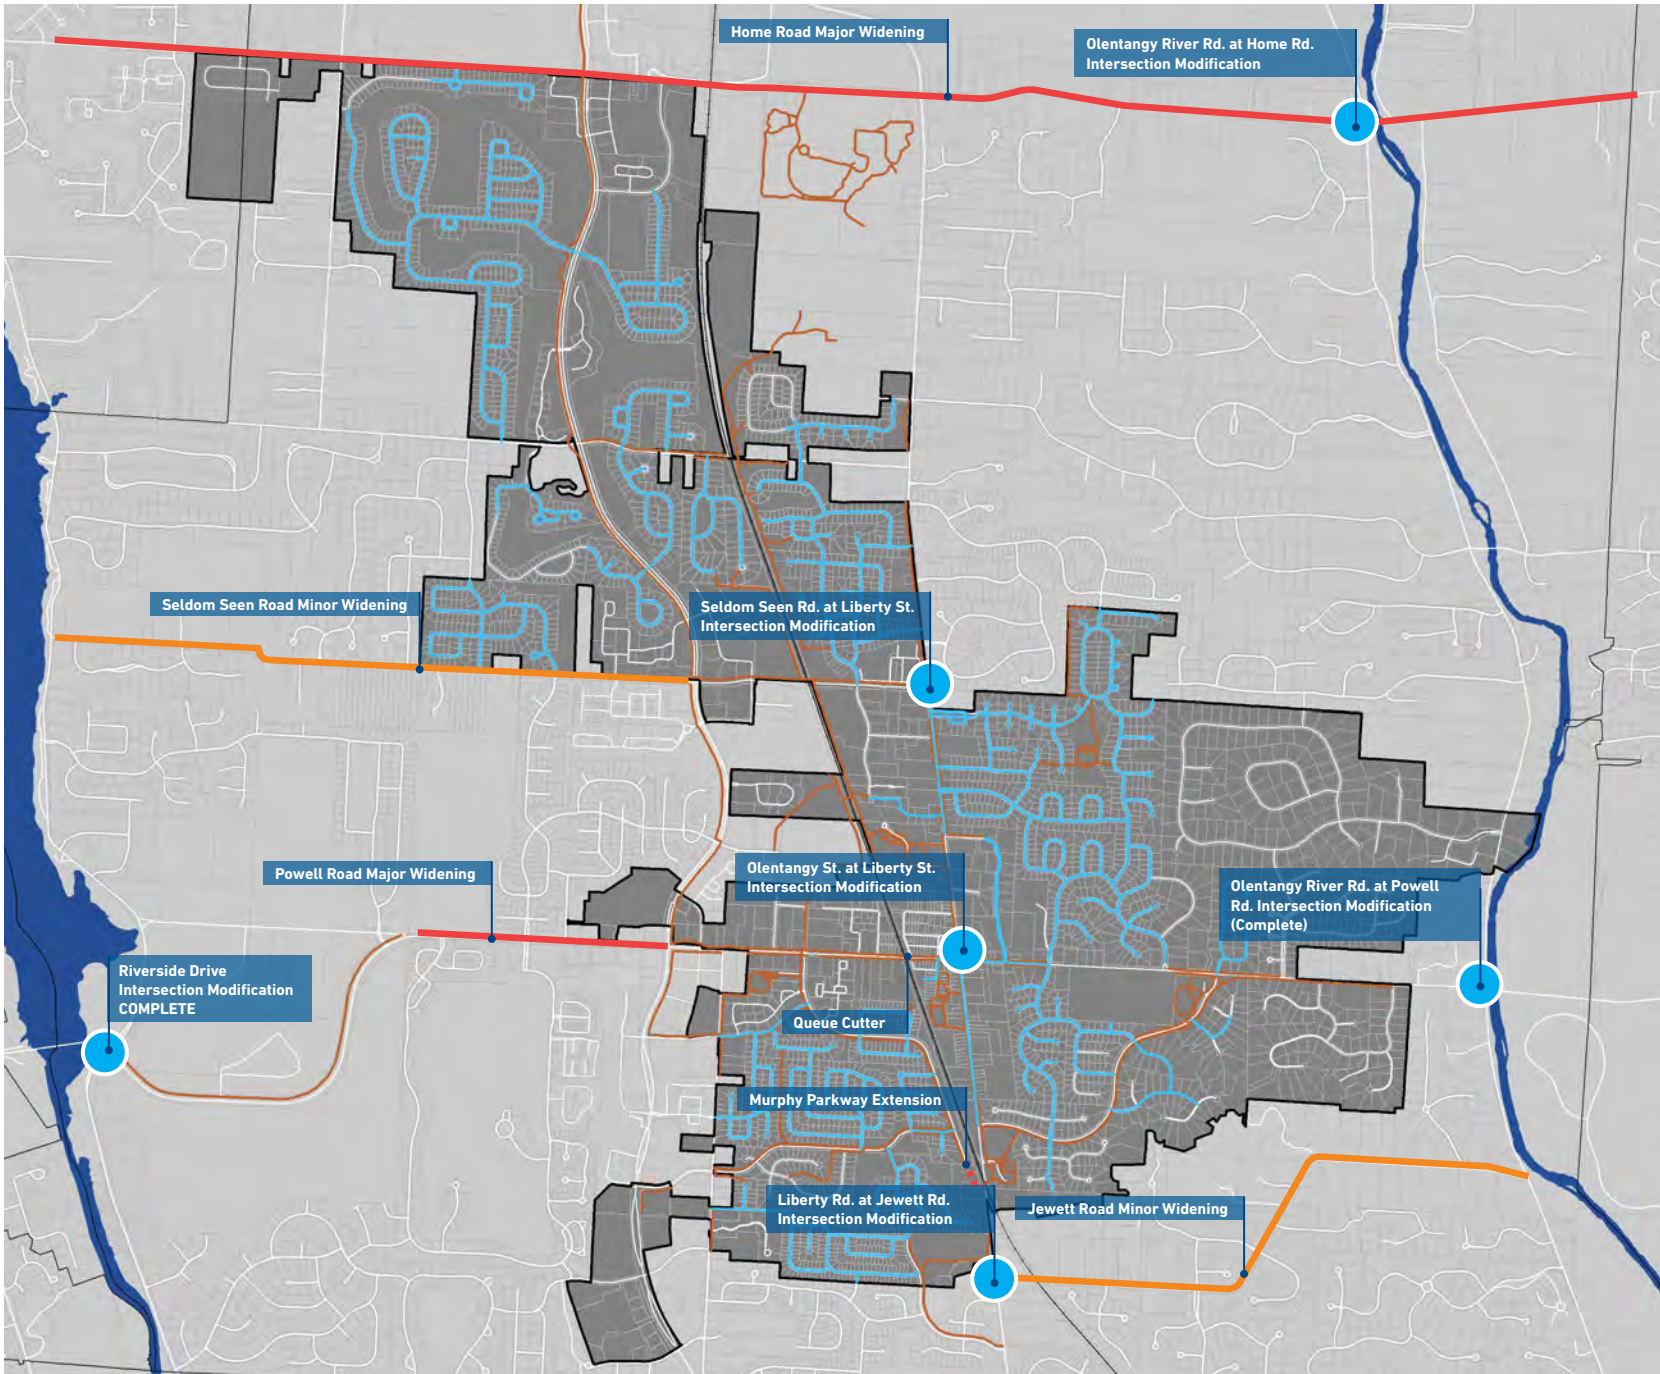 Home Road Major Widening
Olentangy River Rd. at Home Rd.
Intersection Modification
Seldom Seen Road Minor Widening
Seldom Seen Rd. at Liberty St.
Intersection Modification
Powell Road Major Widening
Olentangy St. at Liberty St.
Intersection Modification
Olentangy River Rd. at Powell
Rd. Intersection Modification
(Complete)
Riverside Drive
Intersection Modification
COMPLETE
Queue Cutter
Murphy Parkway Extension
Liberty Rd. at Jewett Rd.
Intersection Modification
Jewett Road Minor Widening